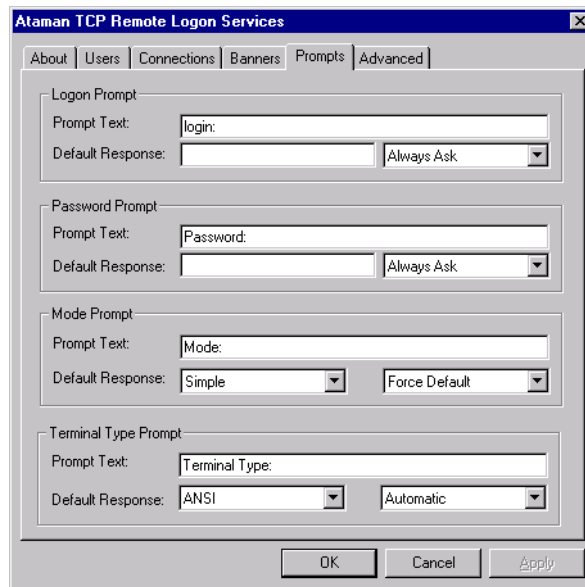 Ataman TCP Remote Logon Services
About Users Connections Banners Prompts Advanced
Logon Prompt
Prompt Text: login:
Default Response: Always Ask
Password Prompt
Prompt Text: Password:
Default Response: Always Ask
Mode Prompt
Prompt Text: Mode:
Default Response: Simple Force Default
Terminal Type Prompt
Prompt Text: Terminal Type:
Default Response: ANSI Automatic
OK Cancel Apply